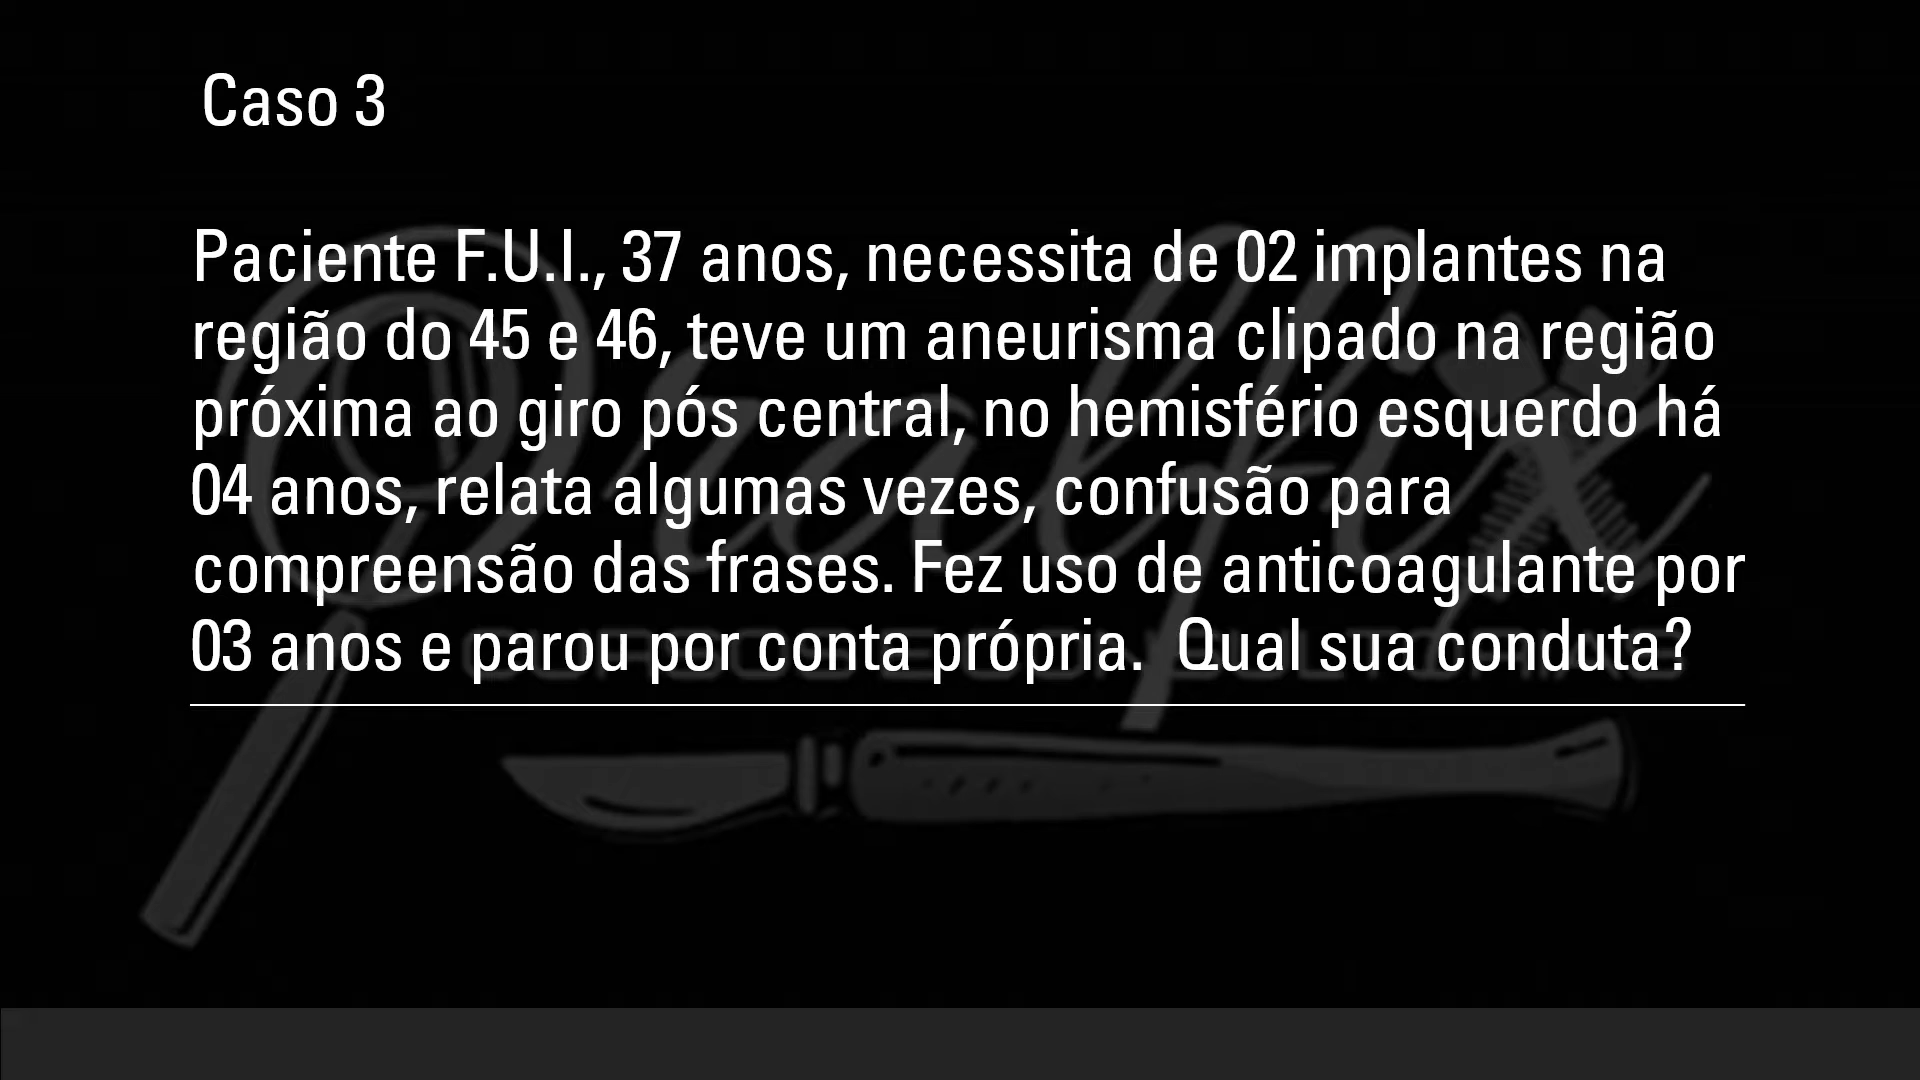 Caso 3
Paciente F.U.I., 37 anos, necessita de 02 implantes na
região do 45 e 46, teve um aneurisma clipado na região
próxima ao giro pós central, no hemisfério esquerdo há
04 anos, relata algumas vezes, confusão para
compreensão das frases. Fez uso de anticoagulante por
03 anos e parou por conta própria. Qual sua conduta?